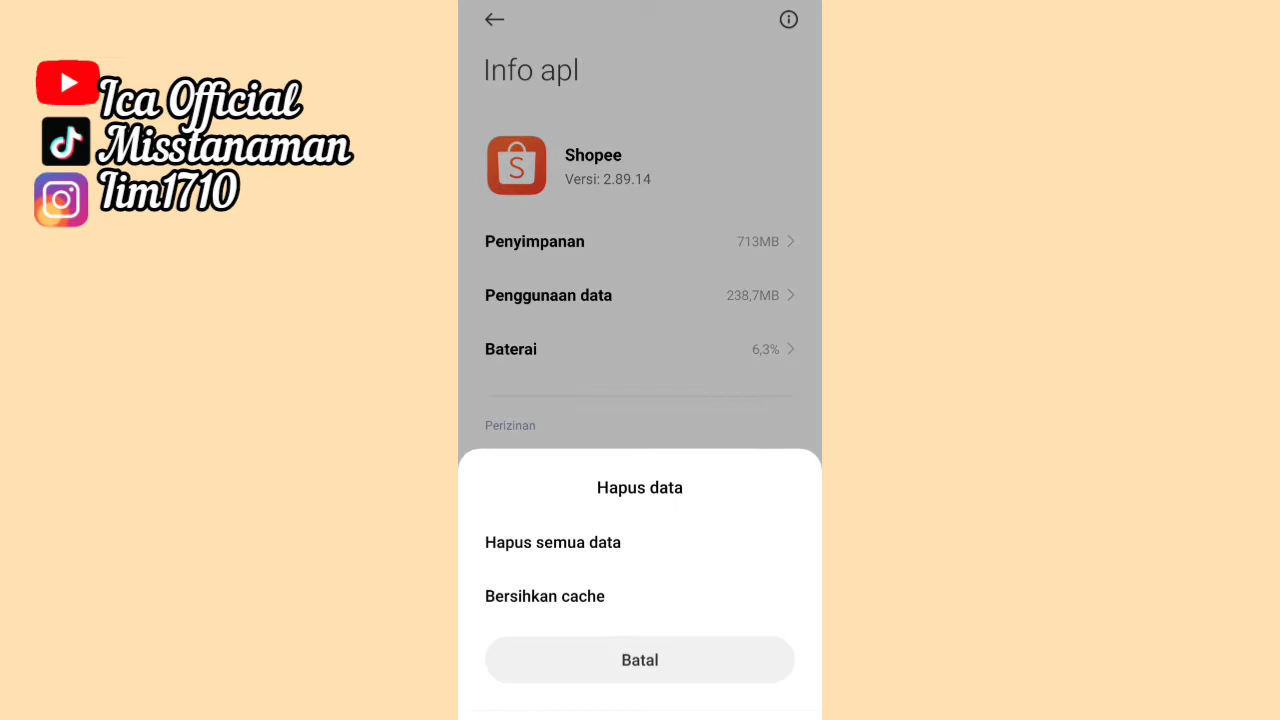 Ica Official
Misstanaman
Iim1710
Info apl
S
Shopee
Versi: 2.89.14
Penyimpanan 713MB
Penggunaan data 238,7MB
Baterai 6,3%
Perizinan
Hapus data
Hapus semua data
Bersihkan cache
Batal